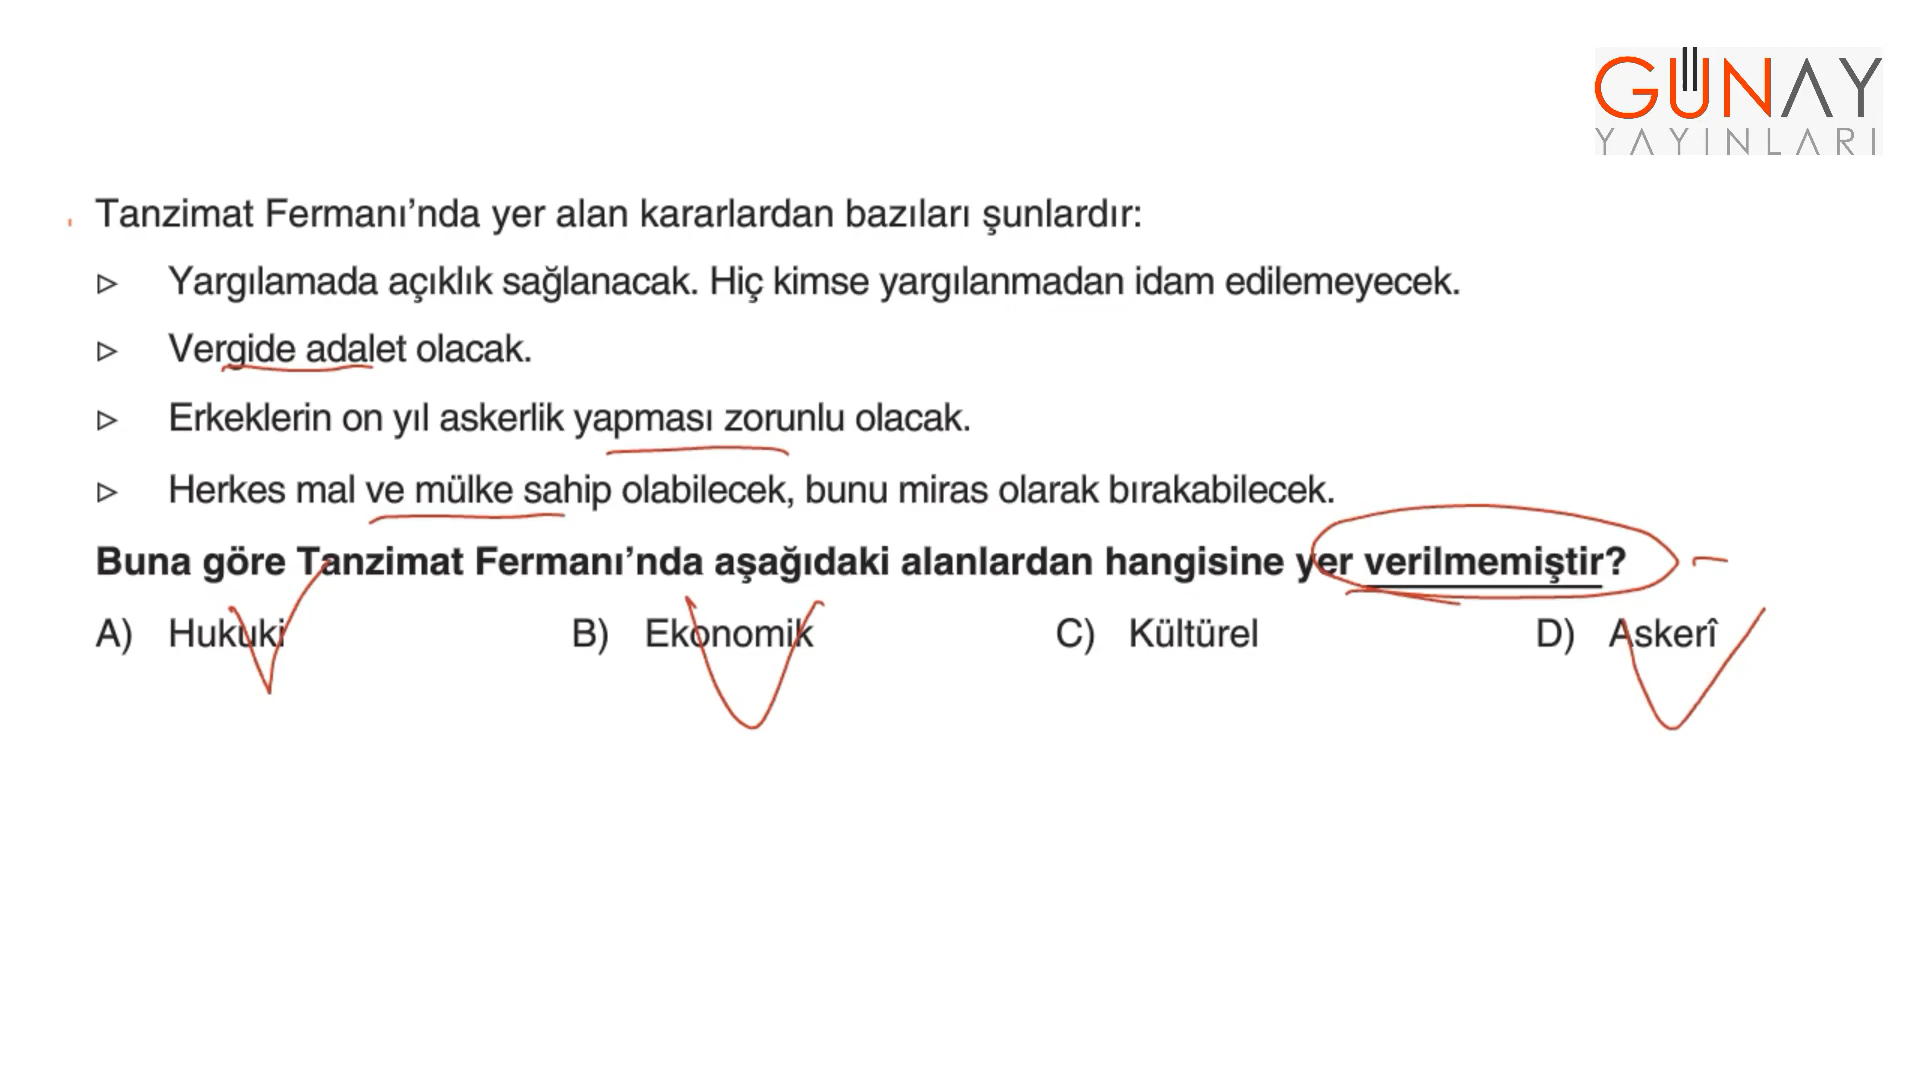 GÜNAY
YAYINLARI
Tanzimat Fermanı’nda yer alan kararlardan bazıları şunlardır:
▷ Yargılamada açıklık sağlanacak. Hiç kimse yargılanmadan idam edilemeyecek.
▷ Vergide adalet olacak.
▷ Erkeklerin on yıl askerlik yapması zorunlu olacak.
▷ Herkes mal ve mülke sahip olabilecek, bunu miras olarak bırakabilecek.
Buna göre Tanzimat Fermanı’nda aşağıdaki alanlardan hangisine yer verilmemiştir?
A) Hukuki B) Ekonomik C) Kültürel D) Askerî